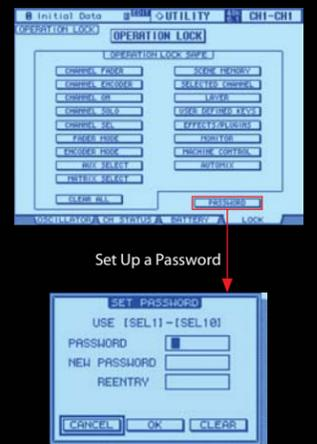 0 Initial Data ◇UTILITY CH1-CH1
OPERATION LOCK
OPERATION LOCK
OPERATION LOCK SAFE
CHANNEL FADER SCENE MEMORY
CHANNEL ENCODER SELECTED CHANNEL
CHANNEL ON LAYER
CHANNEL SOLO USER DEFINED KEYS
CHANNEL SEL EFFECTS/PLUGINS
FADER MODE MONITOR
ENCODER MODE MACHINE CONTROL
AUX SELECT AUTOMIX
MATRIX SELECT
CLEAR ALL PASSWORD
OSCILLATOR CH STATUS BATTERY LOCK
Set Up a Password
SET PASSWORD
USE [SEL1]-[SEL10]
PASSWORD
NEW PASSWORD
REENTRY
CANCEL OK CLEAR